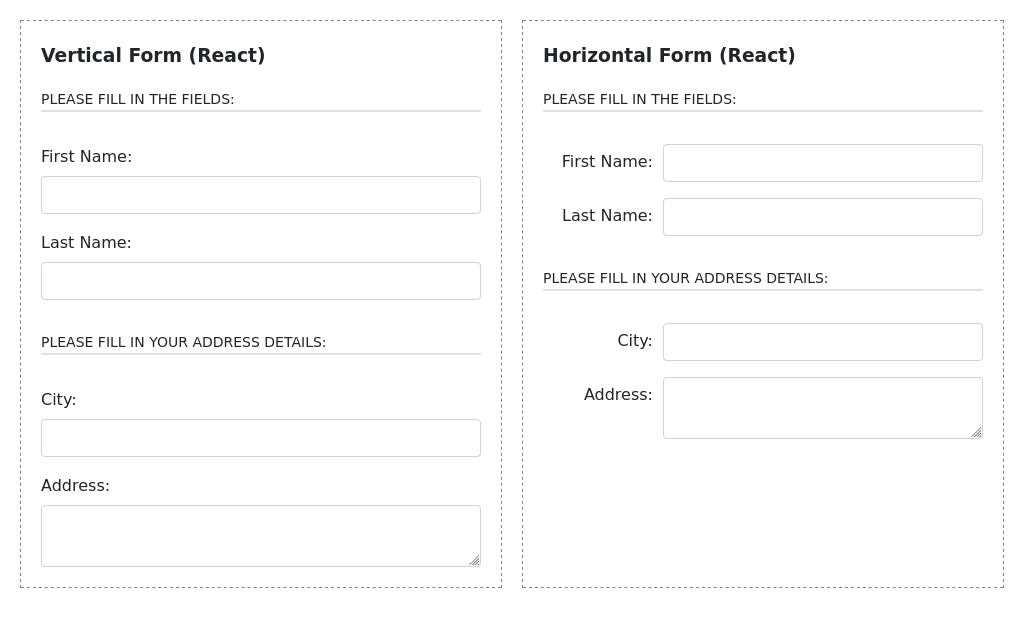 Vertical Form (React)
PLEASE FILL IN THE FIELDS:
First Name:
Last Name:
PLEASE FILL IN YOUR ADDRESS DETAILS:
City:
Address:
Horizontal Form (React)
PLEASE FILL IN THE FIELDS:
First Name:
Last Name:
PLEASE FILL IN YOUR ADDRESS DETAILS:
City:
Address: